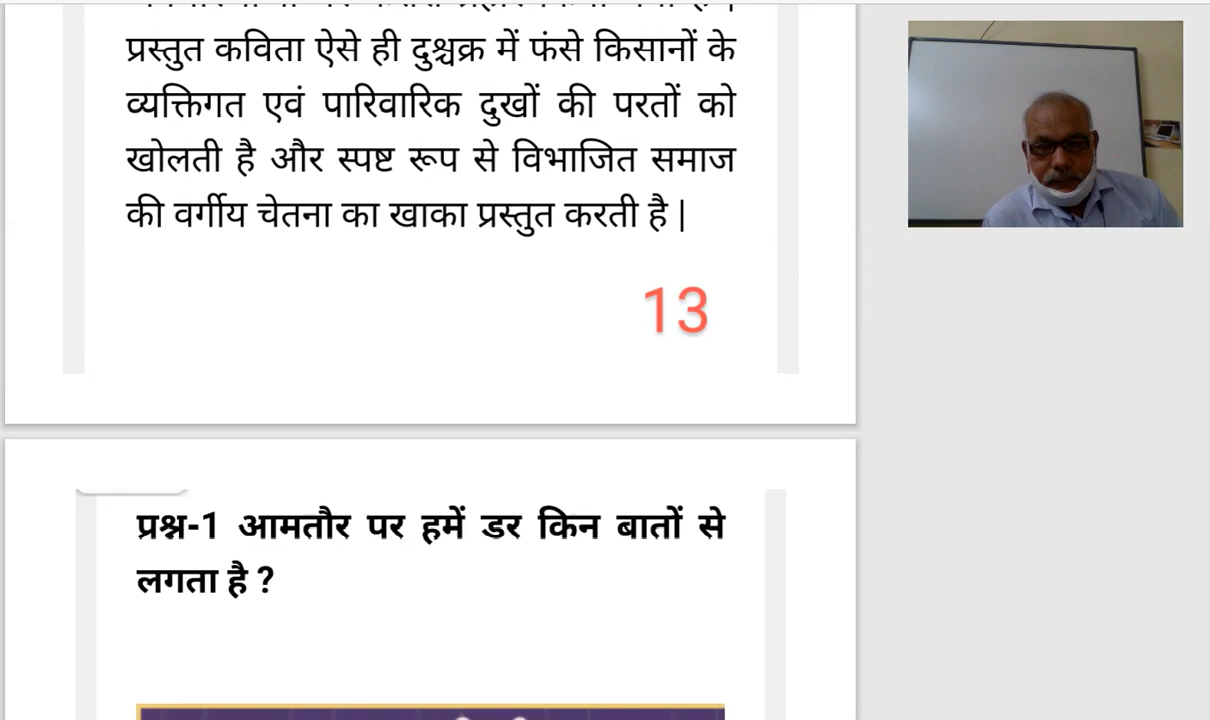 प्रस्तुत कविता ऐसे ही दुश्चक्र में फंसे किसानों के
व्यक्तिगत एवं पारिवारिक दुखों की परतों को
खोलती है और स्पष्ट रूप से विभाजित समाज
की वर्गीय चेतना का खाका प्रस्तुत करती है |
13
प्रश्न-1 आमतौर पर हमें डर किन बातों से
लगता है ?